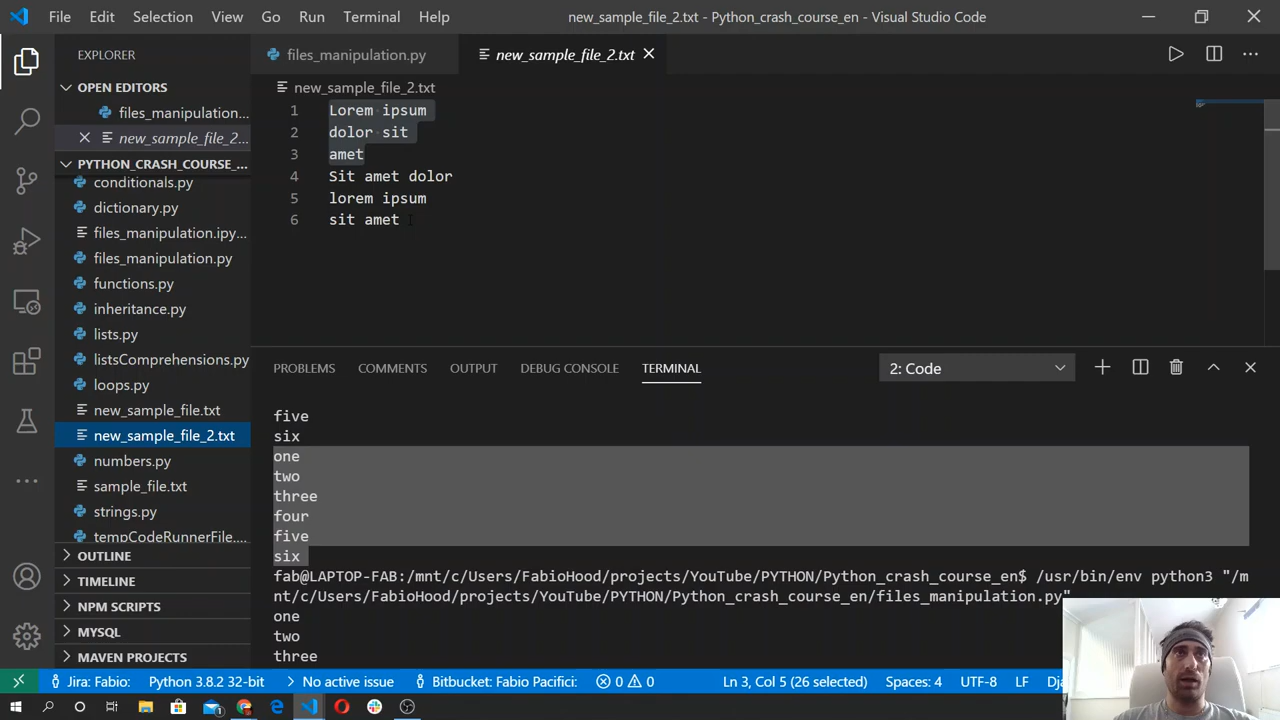 File Edit Selection View Go Run Terminal Help
new_sample_file_2.txt - Python_crash_course_en - Visual Studio Code
EXPLORER
OPEN EDITORS
files_manipulation...
new_sample_file_2...
PYTHON_CRASH_COURSE_...
conditionals.py
dictionary.py
files_manipulation.ipy...
files_manipulation.py
functions.py
inheritance.py
lists.py
listsComprehensions.py
loops.py
new_sample_file.txt
new_sample_file_2.txt
numbers.py
sample_file.txt
strings.py
tempCodeRunnerFile....
OUTLINE
TIMELINE
NPM SCRIPTS
MYSQL
MAVEN PROJECTS
files_manipulation.py
new_sample_file_2.txt
new_sample_file_2.txt
1 Lorem ipsum
2 dolor sit
3 amet
4 Sit amet dolor
5 lorem ipsum
6 sit amet
PROBLEMS COMMENTS OUTPUT DEBUG CONSOLE TERMINAL
2: Code
five
six
one
two
three
four
five
six
fab@LAPTOP-FAB:/mnt/c/Users/FabioHood/projects/YouTube/PYTHON/Python_crash_course_en$ /usr/bin/env python3 "/m
nt/c/Users/FabioHood/projects/YouTube/PYTHON/Python_crash_course_en/files_manipulation.py"
one
two
three
Jira: Fabio: Python 3.8.2 32-bit No active issue Bitbucket: Fabio Pacifici: 0 0 Ln 3, Col 5 (26 selected) Spaces: 4 UTF-8 LF